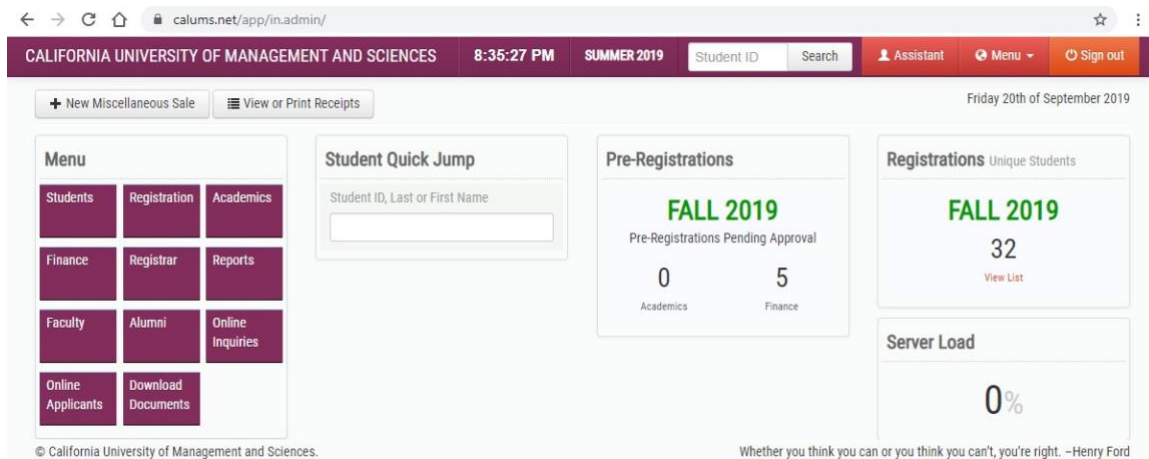 calums.net/app/in.admin/
CALIFORNIA UNIVERSITY OF MANAGEMENT AND SCIENCES 8:35:27 PM SUMMER 2019 Student ID Search Assistant Menu Sign out
New Miscellaneous Sale View or Print Receipts Friday 20th of September 2019
Menu
Students Registration Academics
Finance Registrar Reports
Faculty Alumni Online
Inquiries
Online Download
Applicants Documents
Student Quick Jump
Student ID, Last or First Name
Pre-Registrations
FALL 2019
Pre-Registrations Pending Approval
0 5
Academics Finance
Registrations Unique Students
FALL 2019
32
View List
Server Load
0%
© California University of Management and Sciences. Whether you think you can or you think you can't, you're right. –Henry Ford